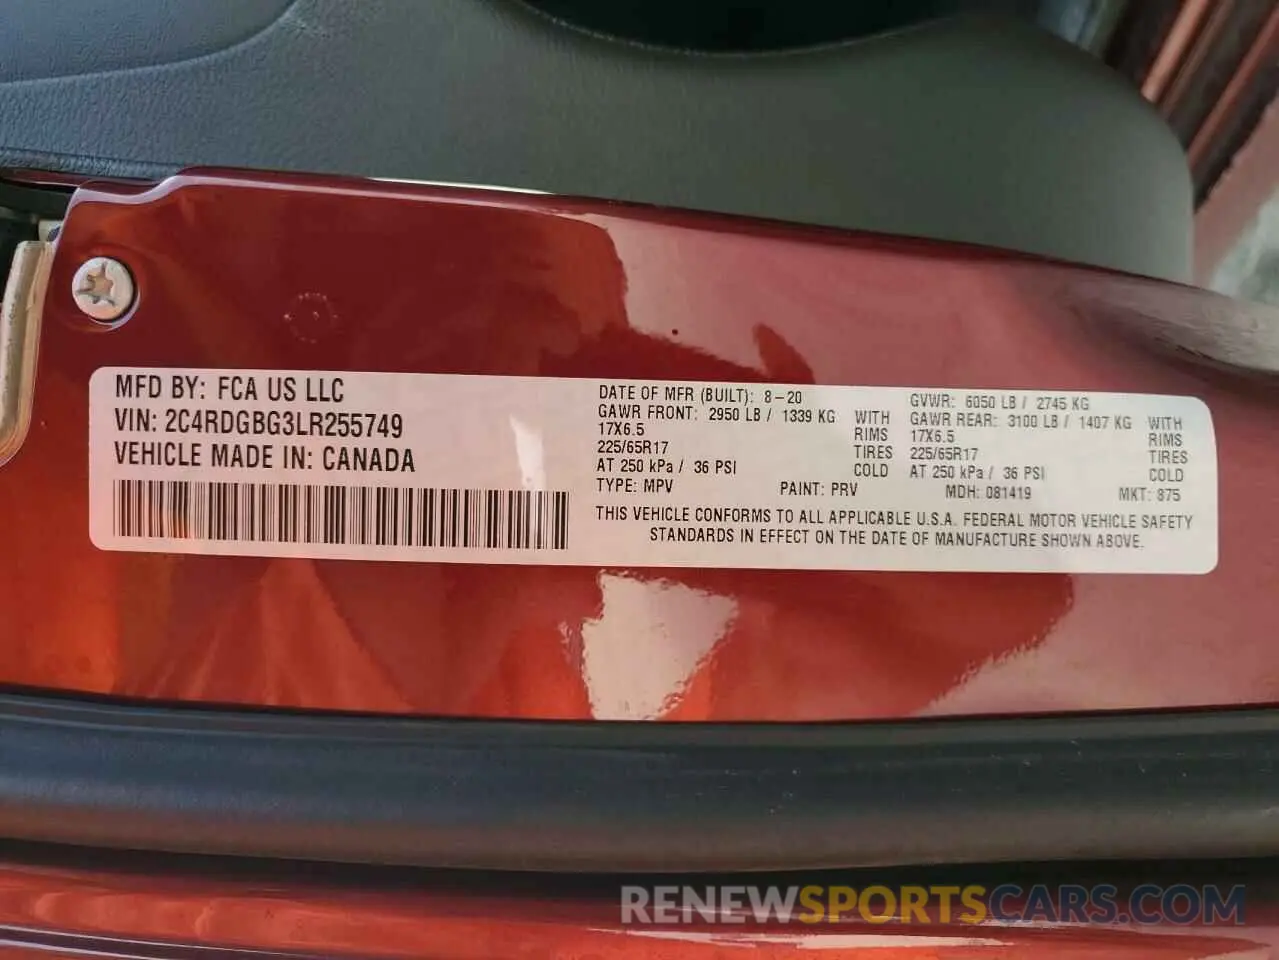 MFD BY: FCA US LLC
VIN: 2C4RDGBG3LR255749
VEHICLE MADE IN: CANADA
DATE OF MFR (BUILT): 8-20
GAWR FRONT: 2950 LB / 1339 KG WITH
17X6.5 RIMS
225/65R17 TIRES
AT 250 kPa / 36 PSI COLD
GVWR: 6050 LB / 2745 KG
GAWR REAR: 3100 LB / 1407 KG WITH
17X6.5 RIMS
225/65R17 TIRES
AT 250 kPa / 36 PSI COLD
TYPE: MPV PAINT: PRV MDH: 081419 MKT: 875
THIS VEHICLE CONFORMS TO ALL APPLICABLE U.S.A. FEDERAL MOTOR VEHICLE SAFETY
STANDARDS IN EFFECT ON THE DATE OF MANUFACTURE SHOWN ABOVE.
RENEWSPORTSCARS.COM